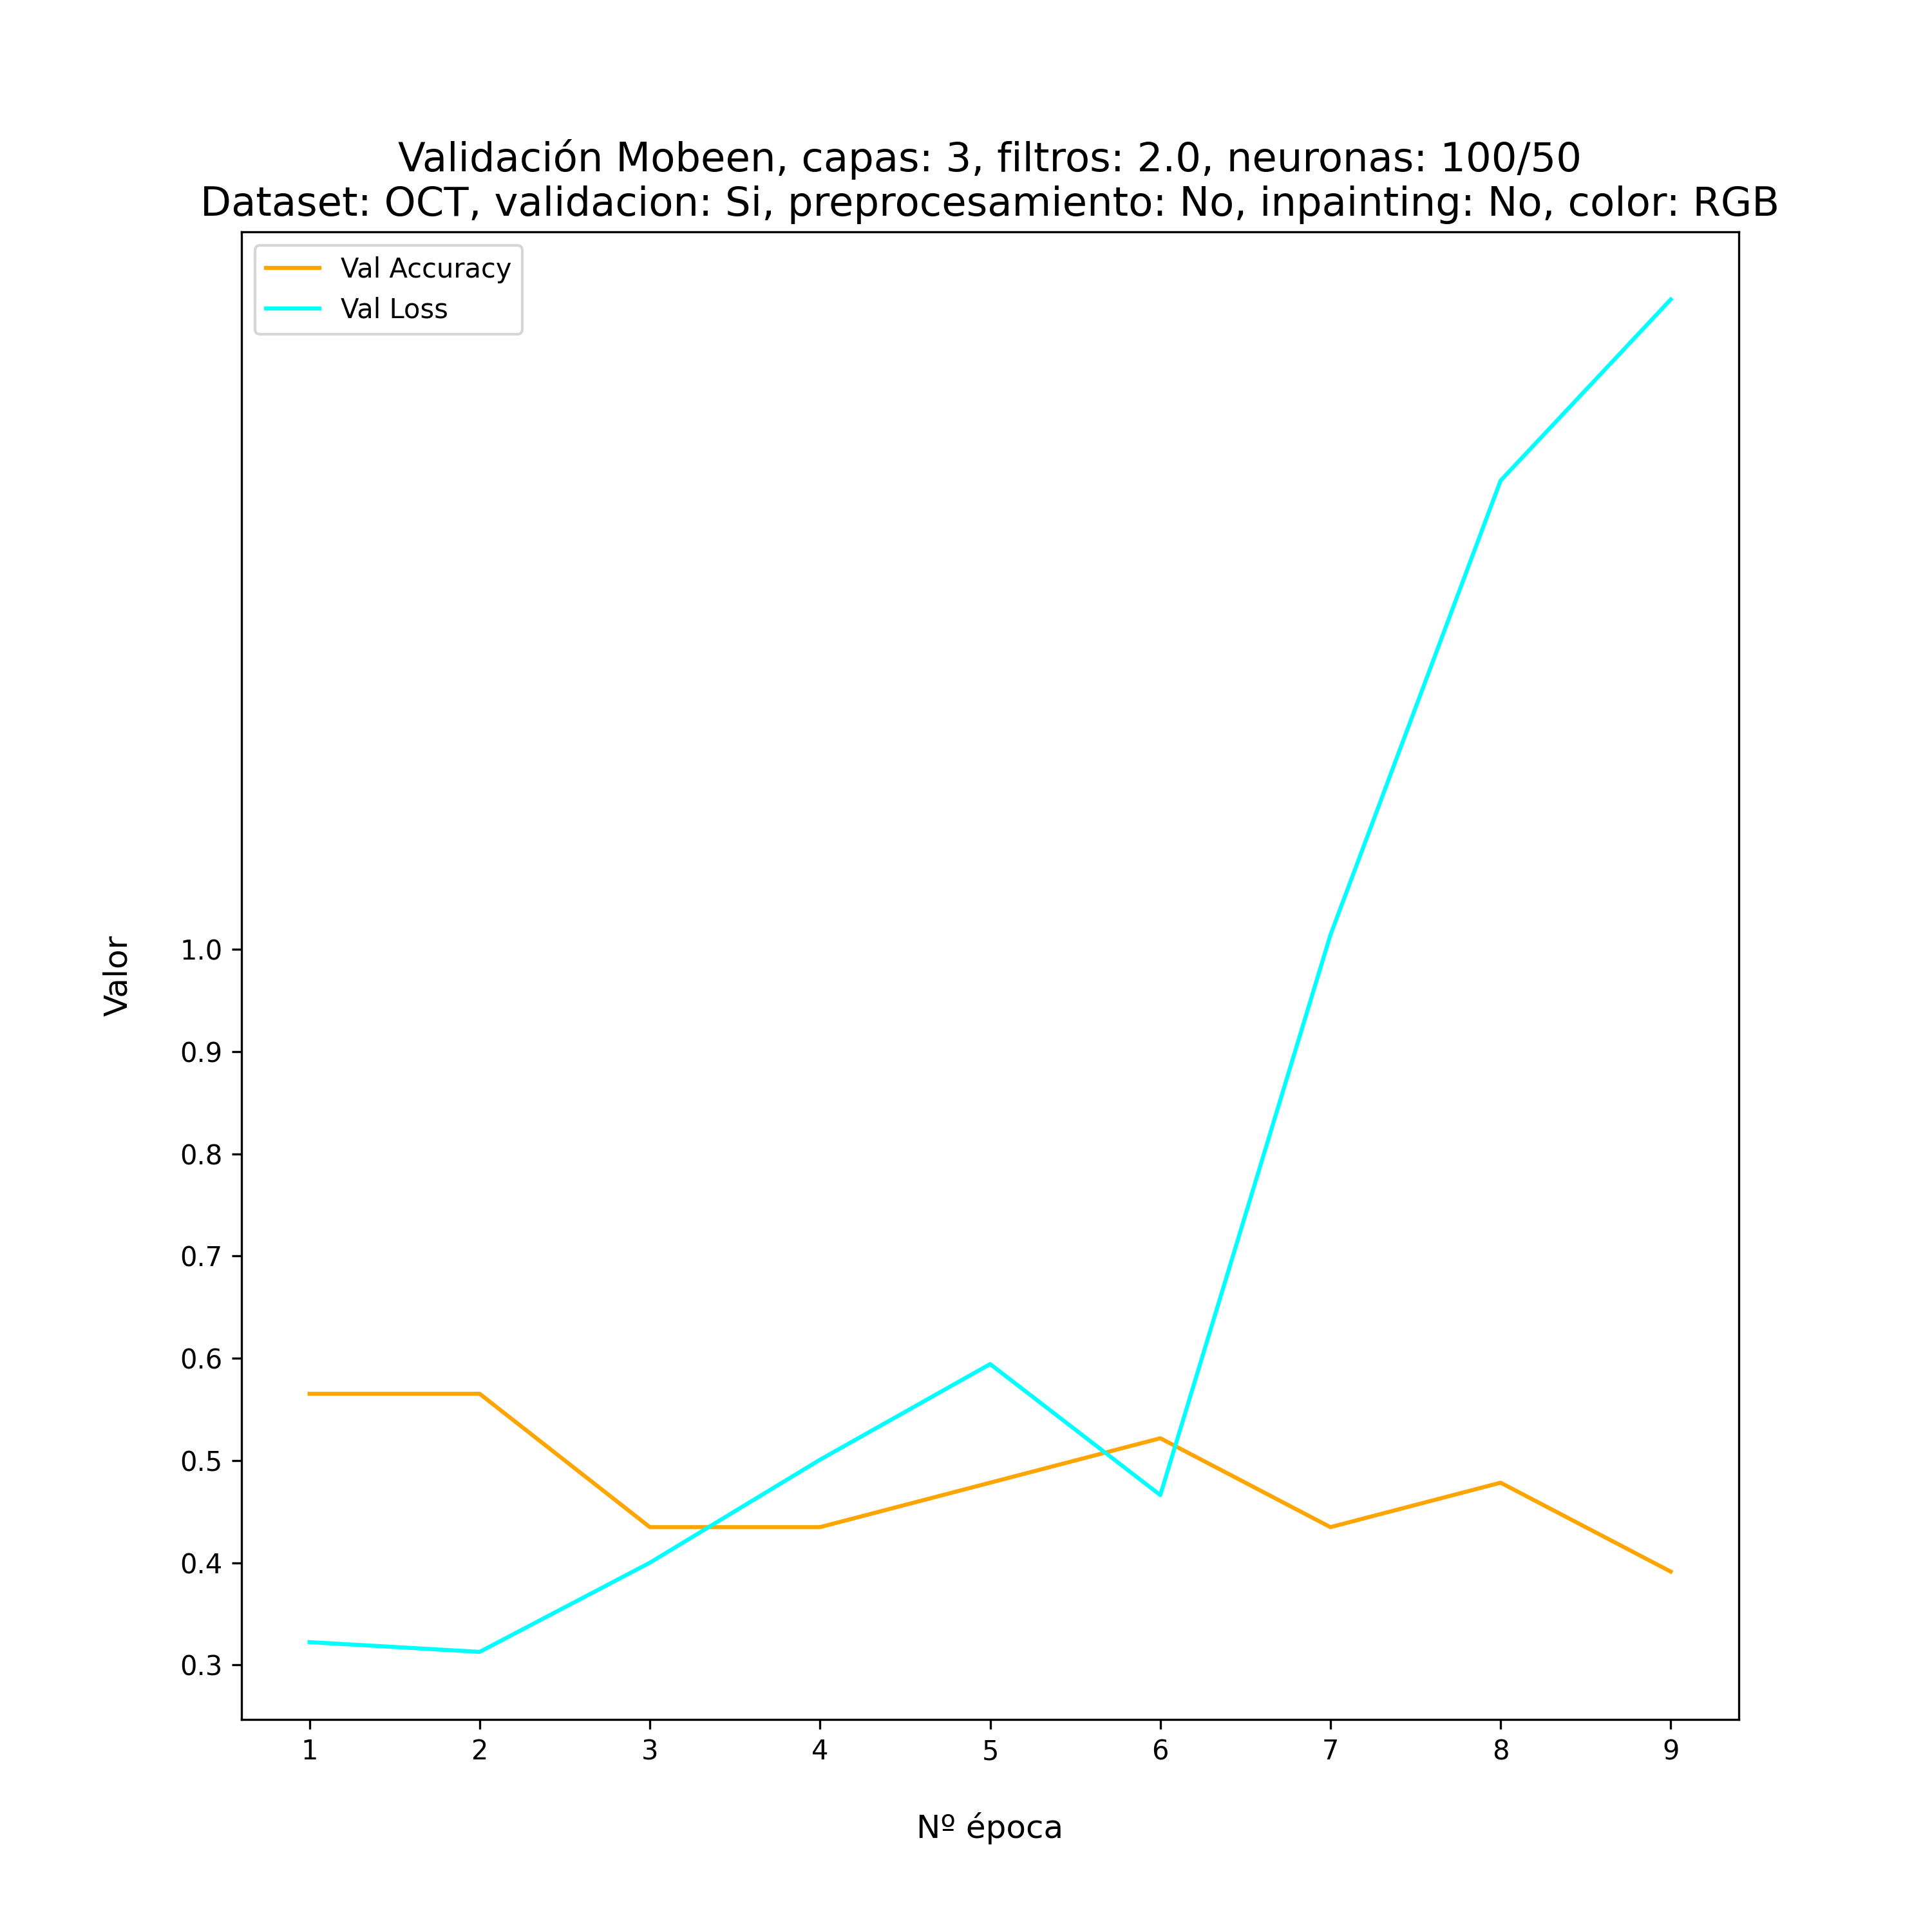 Validación Mobeen, capas: 3, filtros: 2.0, neuronas: 100/50
Dataset: OCT, validacion: Si, preprocesamiento: No, inpainting: No, color: RGB
Val Accuracy
Val Loss
Valor
1.0
0.9
0.8
0.7
0.6
0.5
0.4
0.3
1 2 3 4 5 6 7 8 9
Nº época